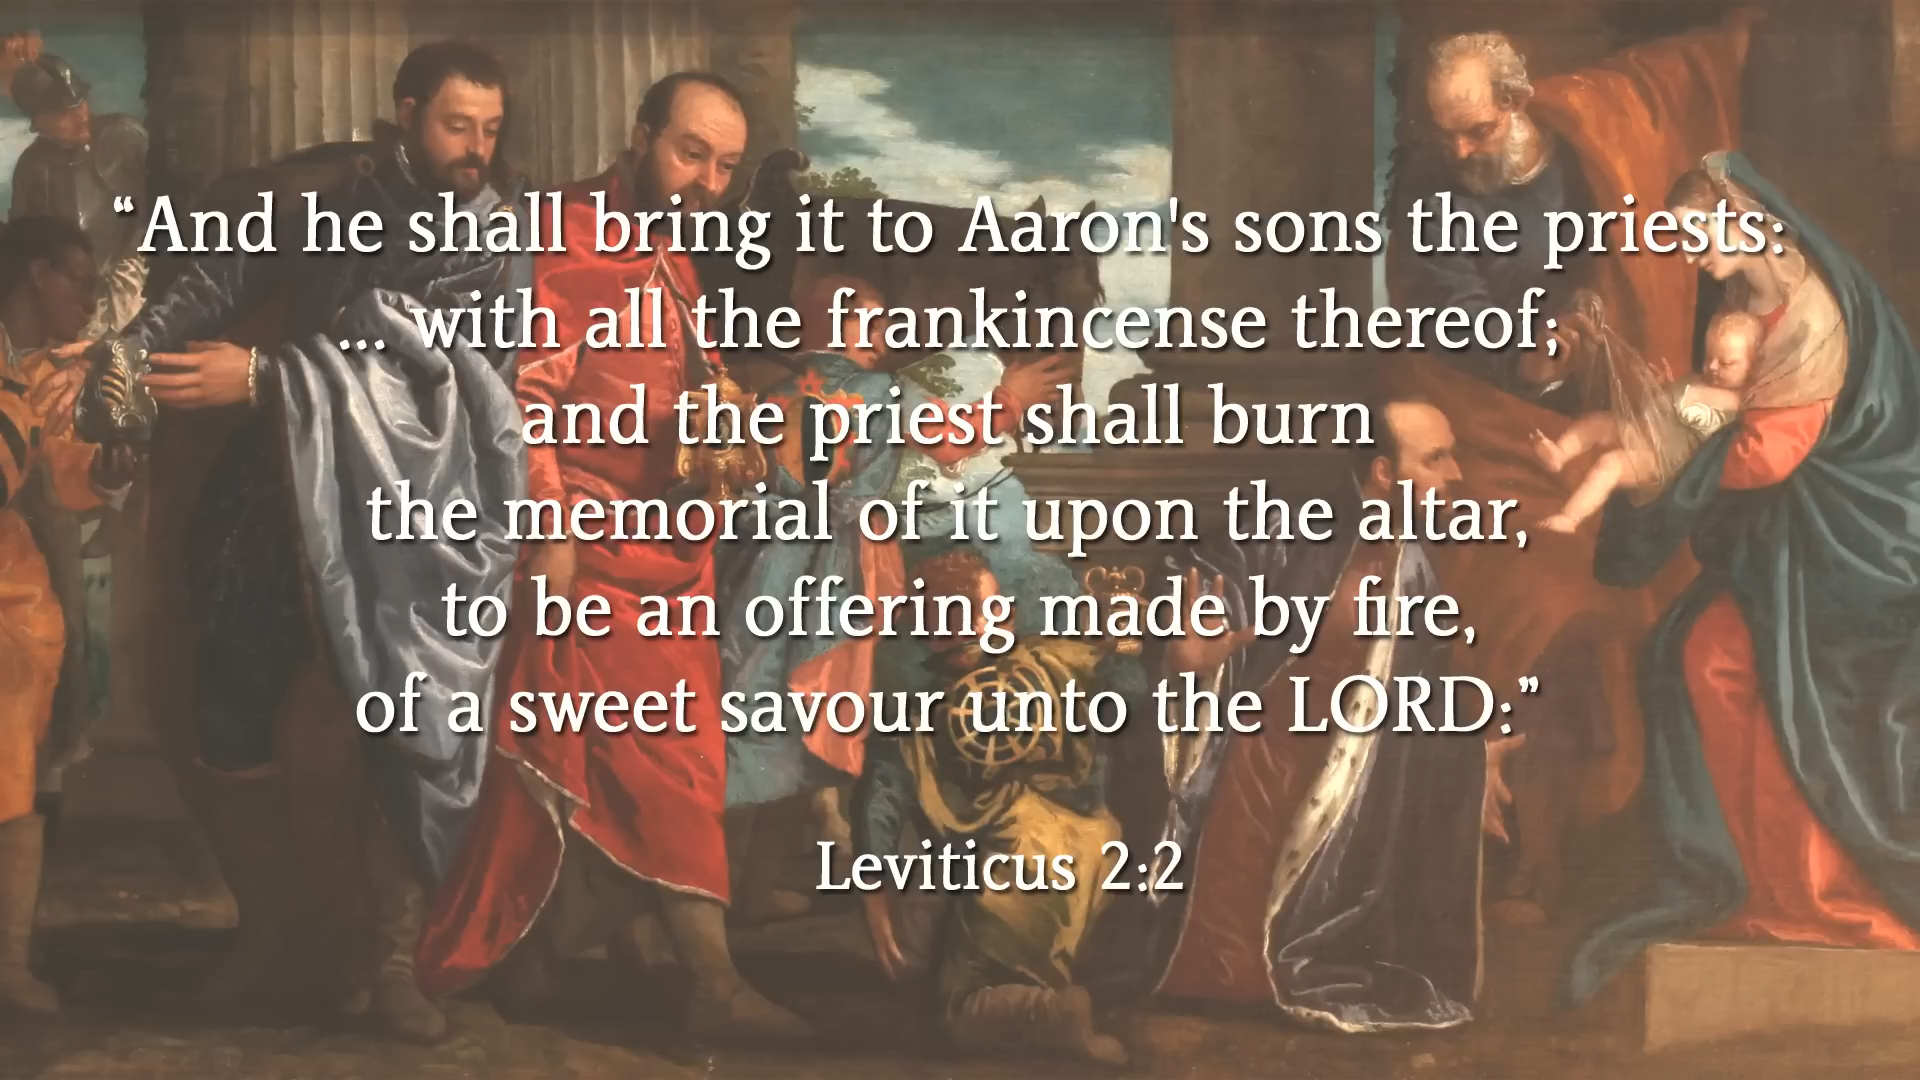 “And he shall bring it to Aaron's sons the priests:
... with all the frankincense thereof;
and the priest shall burn
the memorial of it upon the altar,
to be an offering made by fire,
of a sweet savour unto the LORD:”
Leviticus 2:2